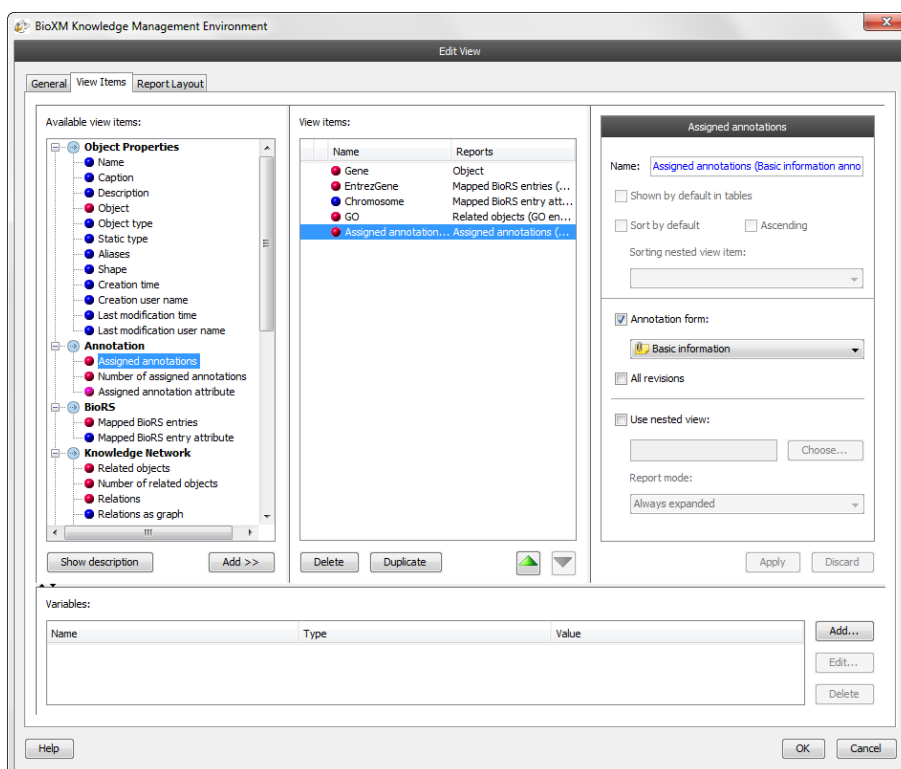 BioXM Knowledge Management Environment
Edit View
General View Items Report Layout
Available view items:
Object Properties
Name
Caption
Description
Object
Object type
Static type
Aliases
Shape
Creation time
Creation user name
Last modification time
Last modification user name
Annotation
Assigned annotations
Number of assigned annotations
Assigned annotation attribute
BioRS
Mapped BioRS entries
Mapped BioRS entry attribute
Knowledge Network
Related objects
Number of related objects
Relations
Relations as graph
Show description Add >>
View items:
Name Reports
Gene Object
EntrezGene Mapped BioRS entries (...
Chromosome Mapped BioRS entry att...
GO Related objects (GO en...
Assigned annotation... Assigned annotations (...
Delete Duplicate
Assigned annotations
Name: Assigned annotations (Basic information anno
Shown by default in tables
Sort by default Ascending
Sorting nested view item:
Annotation form:
Basic information
All revisions
Use nested view:
Choose...
Report mode:
Always expanded
Apply Discard
Variables:
Name Type Value
Add...
Edit...
Delete
Help OK Cancel